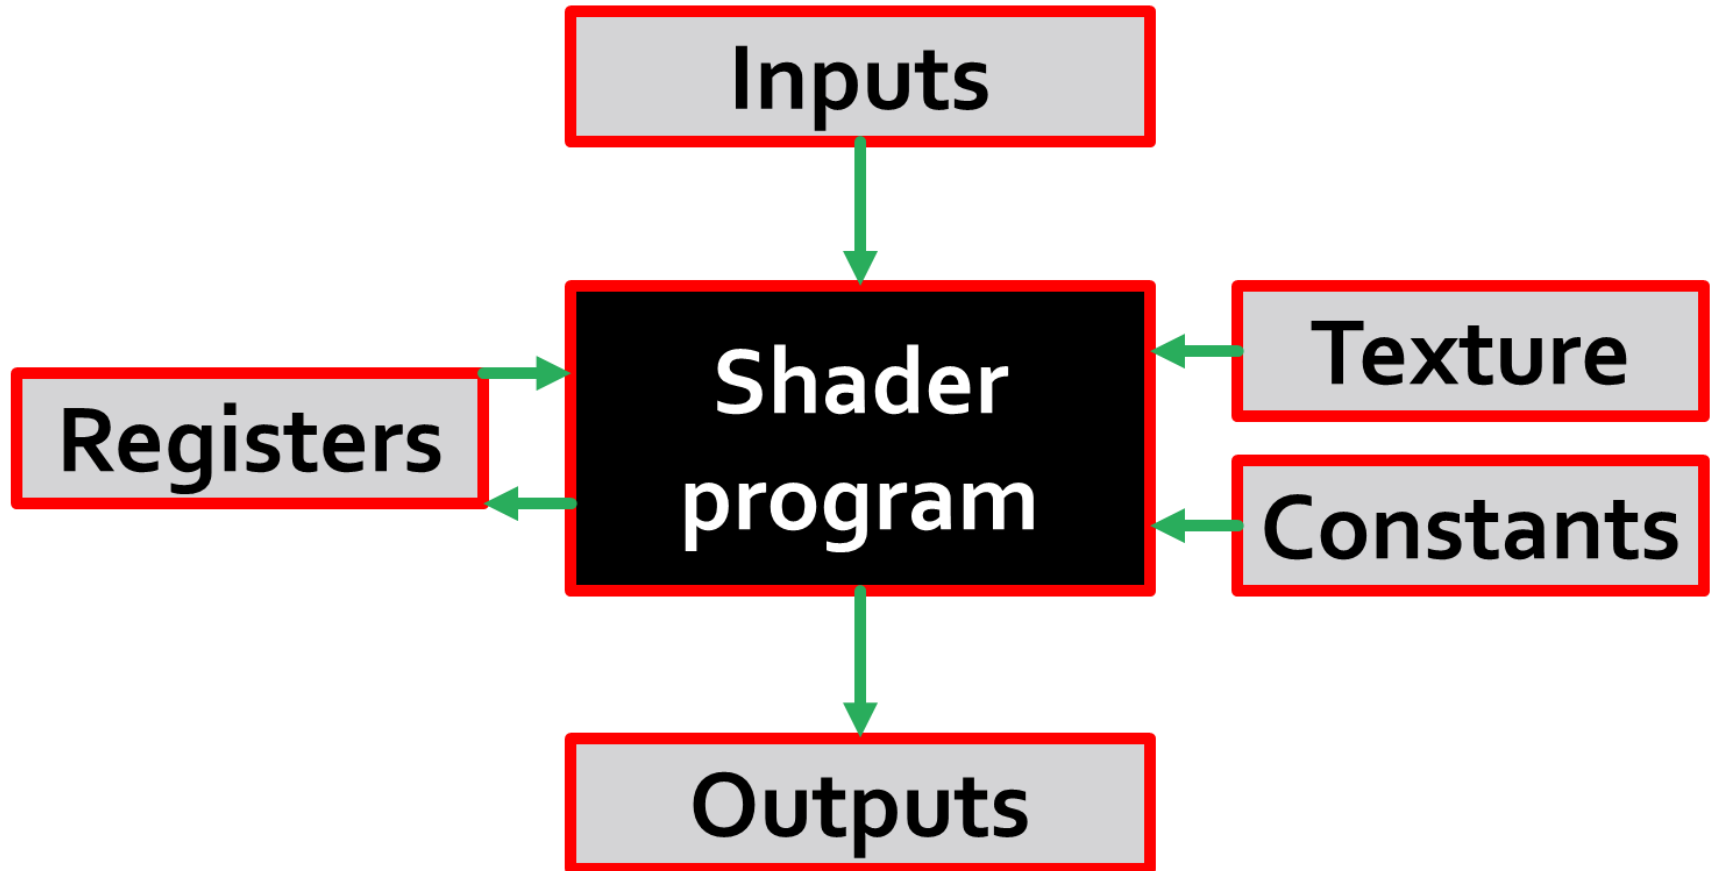 Inputs
Shader
program
Texture
Registers
Constants
Outputs